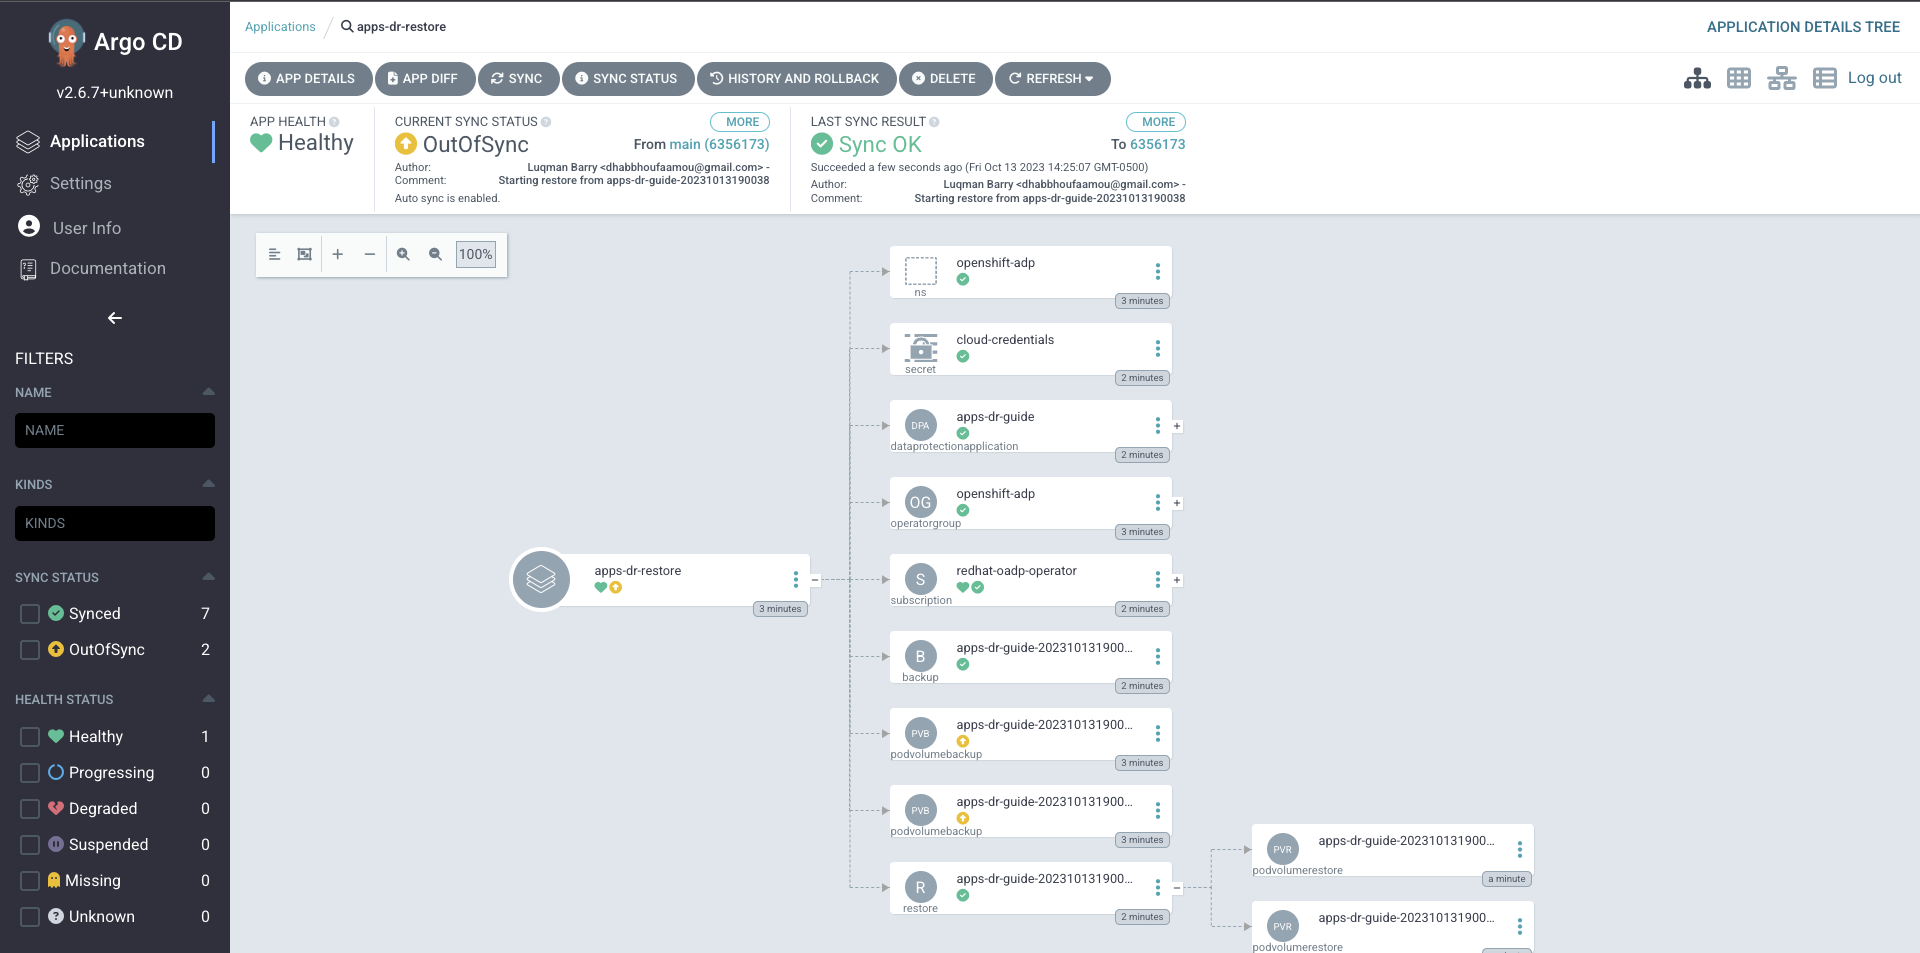 Argo CD
v2.6.7+unknown
Applications
Settings
User Info
Documentation
FILTERS
NAME
NAME
KINDS
KINDS
SYNC STATUS
Synced 7
OutOfSync 2
HEALTH STATUS
Healthy 1
Progressing 0
Degraded 0
Suspended 0
Missing 0
Unknown 0
Applications / apps-dr-restore
APPLICATION DETAILS TREE
APP DETAILS APP DIFF SYNC SYNC STATUS HISTORY AND ROLLBACK DELETE REFRESH
Log out
APP HEALTH
Healthy
CURRENT SYNC STATUS MORE
OutOfSync From main (6356173)
Author: Luqman Barry <dhabbhoufaamou@gmail.com> -
Comment: Starting restore from apps-dr-guide-20231013190038
Auto sync is enabled.
LAST SYNC RESULT MORE
Sync OK To 6356173
Succeeded a few seconds ago (Fri Oct 13 2023 14:25:07 GMT-0500)
Author: Luqman Barry <dhabbhoufaamou@gmail.com> -
Comment: Starting restore from apps-dr-guide-20231013190038
100%
apps-dr-restore
3 minutes
openshift-adp
ns
3 minutes
cloud-credentials
secret
2 minutes
DPA
apps-dr-guide
dataprotectionapplication
2 minutes
OG
openshift-adp
operatorgroup
3 minutes
S
redhat-oadp-operator
subscription
2 minutes
B
apps-dr-guide-202310131900...
backup
2 minutes
PVB
apps-dr-guide-202310131900...
podvolumebackup
3 minutes
PVB
apps-dr-guide-202310131900...
podvolumebackup
3 minutes
R
apps-dr-guide-202310131900...
restore
2 minutes
PVR
apps-dr-guide-202310131900...
podvolumerestore
a minute
PVR
apps-dr-guide-202310131900...
podvolumerestore